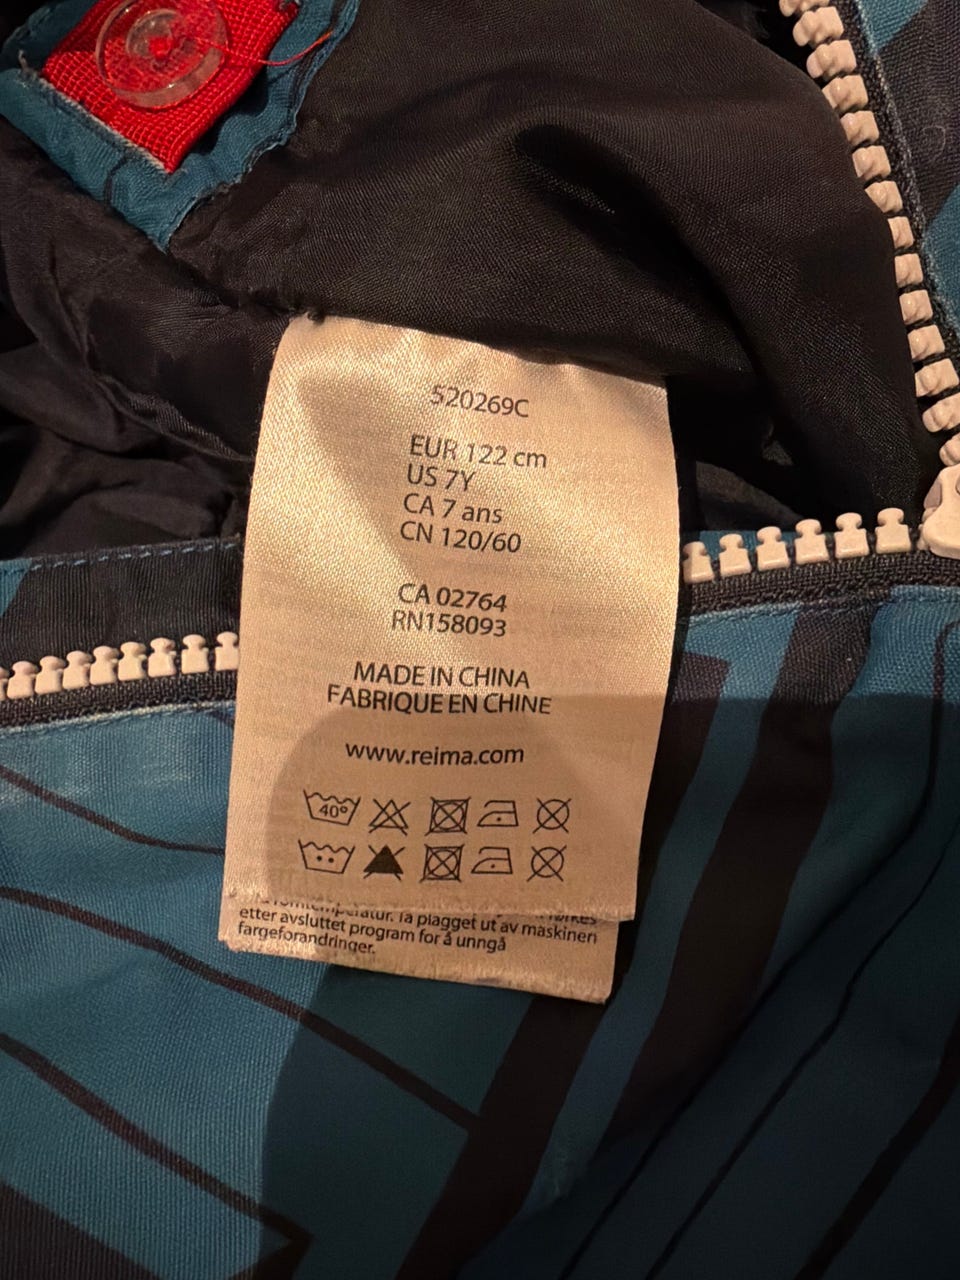 520269C
EUR 122 cm
US 7Y
CA 7 ans
CN 120/60
CA 02764
RN158093
MADE IN CHINA
FABRIQUE EN CHINE
www.reima.com
40°
etter avsluttet program for å unngå
fargeforandringer.